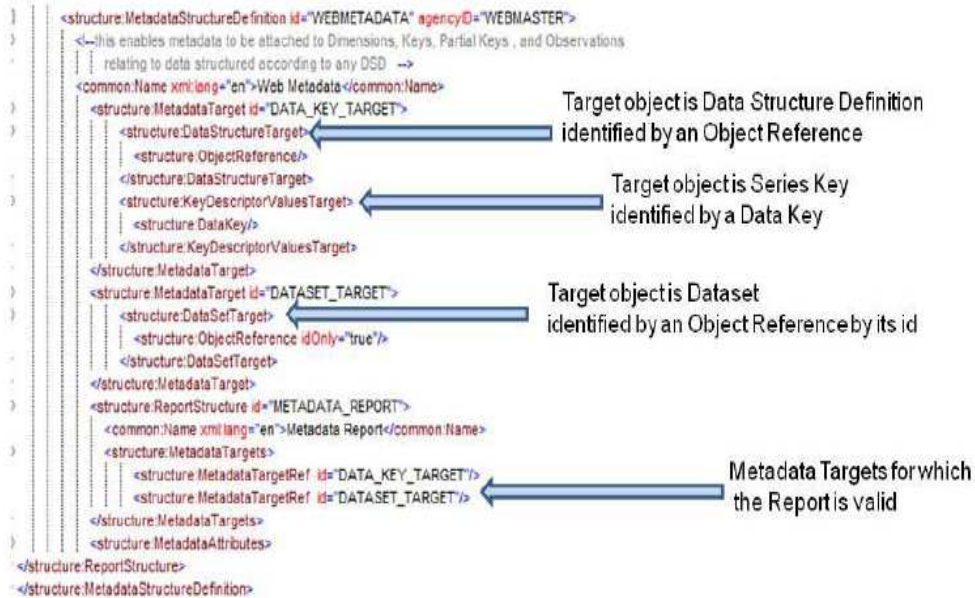 <structure:MetadataStructureDefinition id="WEBMETADATA" agencyID="WEBMASTER">
<!--this enables metadata to be attached to Dimensions, Keys, Partial Keys , and Observations
relating to data structured according to any DSD -->
<common:Name xml:lang="en">Web Metadata</common:Name>
<structure:MetadataTarget id="DATA_KEY_TARGET">
<structure:DataStructureTarget>
<structure:ObjectReference/>
</structure:DataStructureTarget>
<structure:KeyDescriptorValuesTarget>
<structure:DataKey/>
</structure:KeyDescriptorValuesTarget>
</structure:MetadataTarget>
<structure:MetadataTarget id="DATASET_TARGET">
<structure:DataSetTarget>
<structure:ObjectReference idOnly="true"/>
</structure:DataSetTarget>
</structure:MetadataTarget>
<structure:ReportStructure id="METADATA_REPORT">
<common:Name xml:lang="en">Metadata Report</common:Name>
<structure:MetadataTargets>
<structure:MetadataTargetRef id="DATA_KEY_TARGET"/>
<structure:MetadataTargetRef id="DATASET_TARGET"/>
</structure:MetadataTargets>
<structure:MetadataAttributes>
</structure:ReportStructure>
</structure:MetadataStructureDefinition>
Target object is Data Structure Definition
identified by an Object Reference
Target object is Series Key
identified by a Data Key
Target object is Dataset
identified by an Object Reference by its id
Metadata Targets for which
the Report is valid